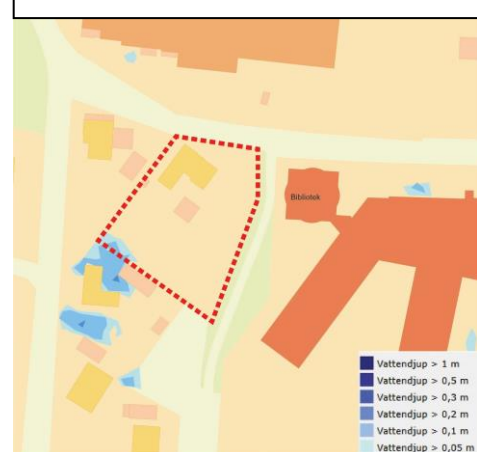 Bibliotek
Vattendjup > 1 m
Vattendjup > 0,5 m
Vattendjup > 0,3 m
Vattendjup > 0,2 m
Vattendjup > 0,1 m
Vattendjup > 0,05 m